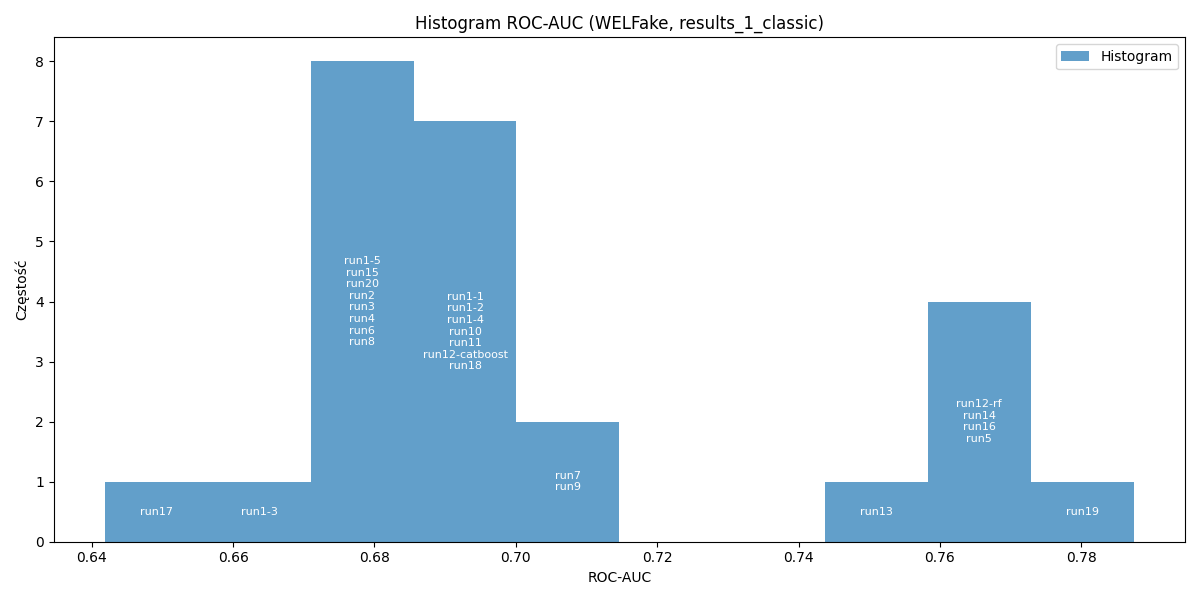 Histogram ROC-AUC (WELFake, results_1_classic)
Histogram
Częstość
8
7
6
5
4
3
2
1
0
run17
run1-3
run1-5
run15
run20
run2
run3
run4
run6
run8
run1-1
run1-2
run1-4
run10
run11
run12-catboost
run18
run7
run9
run13
run12-rf
run14
run16
run5
run19
0.64 0.66 0.68 0.70 0.72 0.74 0.76 0.78
ROC-AUC